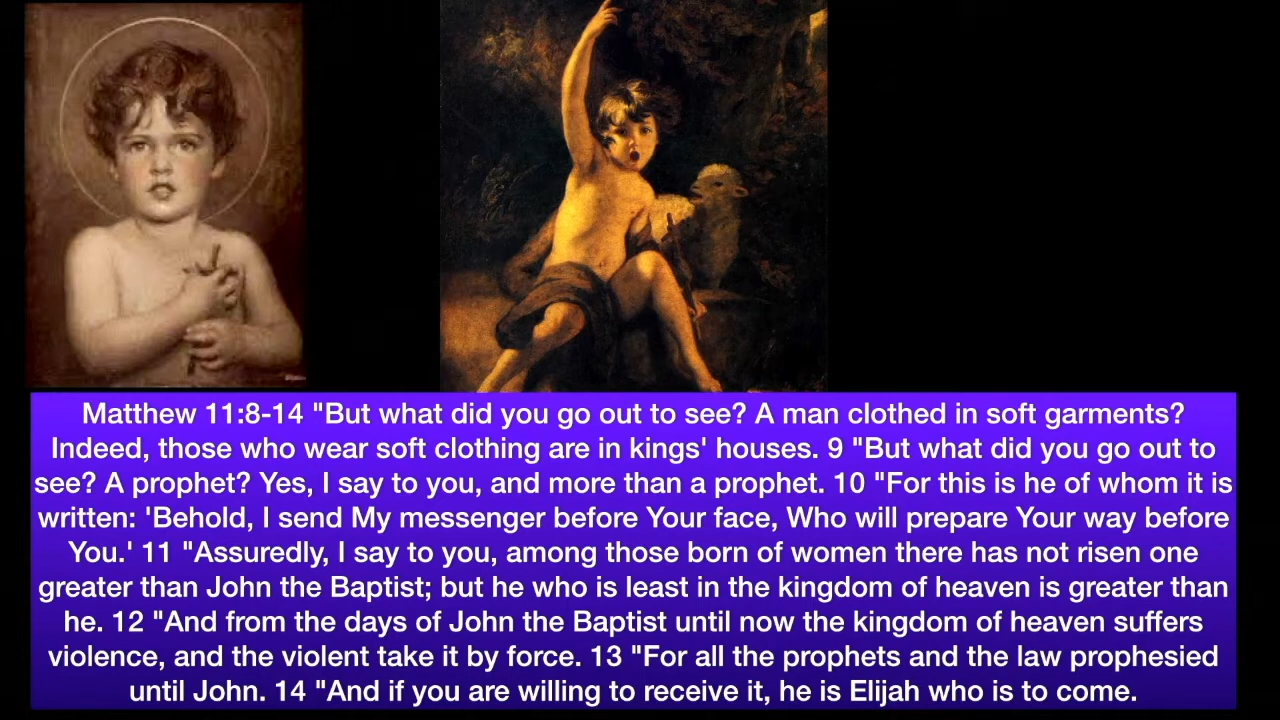 Matthew 11:8-14 "But what did you go out to see? A man clothed in soft garments?
Indeed, those who wear soft clothing are in kings' houses. 9 "But what did you go out to
see? A prophet? Yes, I say to you, and more than a prophet. 10 "For this is he of whom it is
written: 'Behold, I send My messenger before Your face, Who will prepare Your way before
You.' 11 "Assuredly, I say to you, among those born of women there has not risen one
greater than John the Baptist; but he who is least in the kingdom of heaven is greater than
he. 12 "And from the days of John the Baptist until now the kingdom of heaven suffers
violence, and the violent take it by force. 13 "For all the prophets and the law prophesied
until John. 14 "And if you are willing to receive it, he is Elijah who is to come.